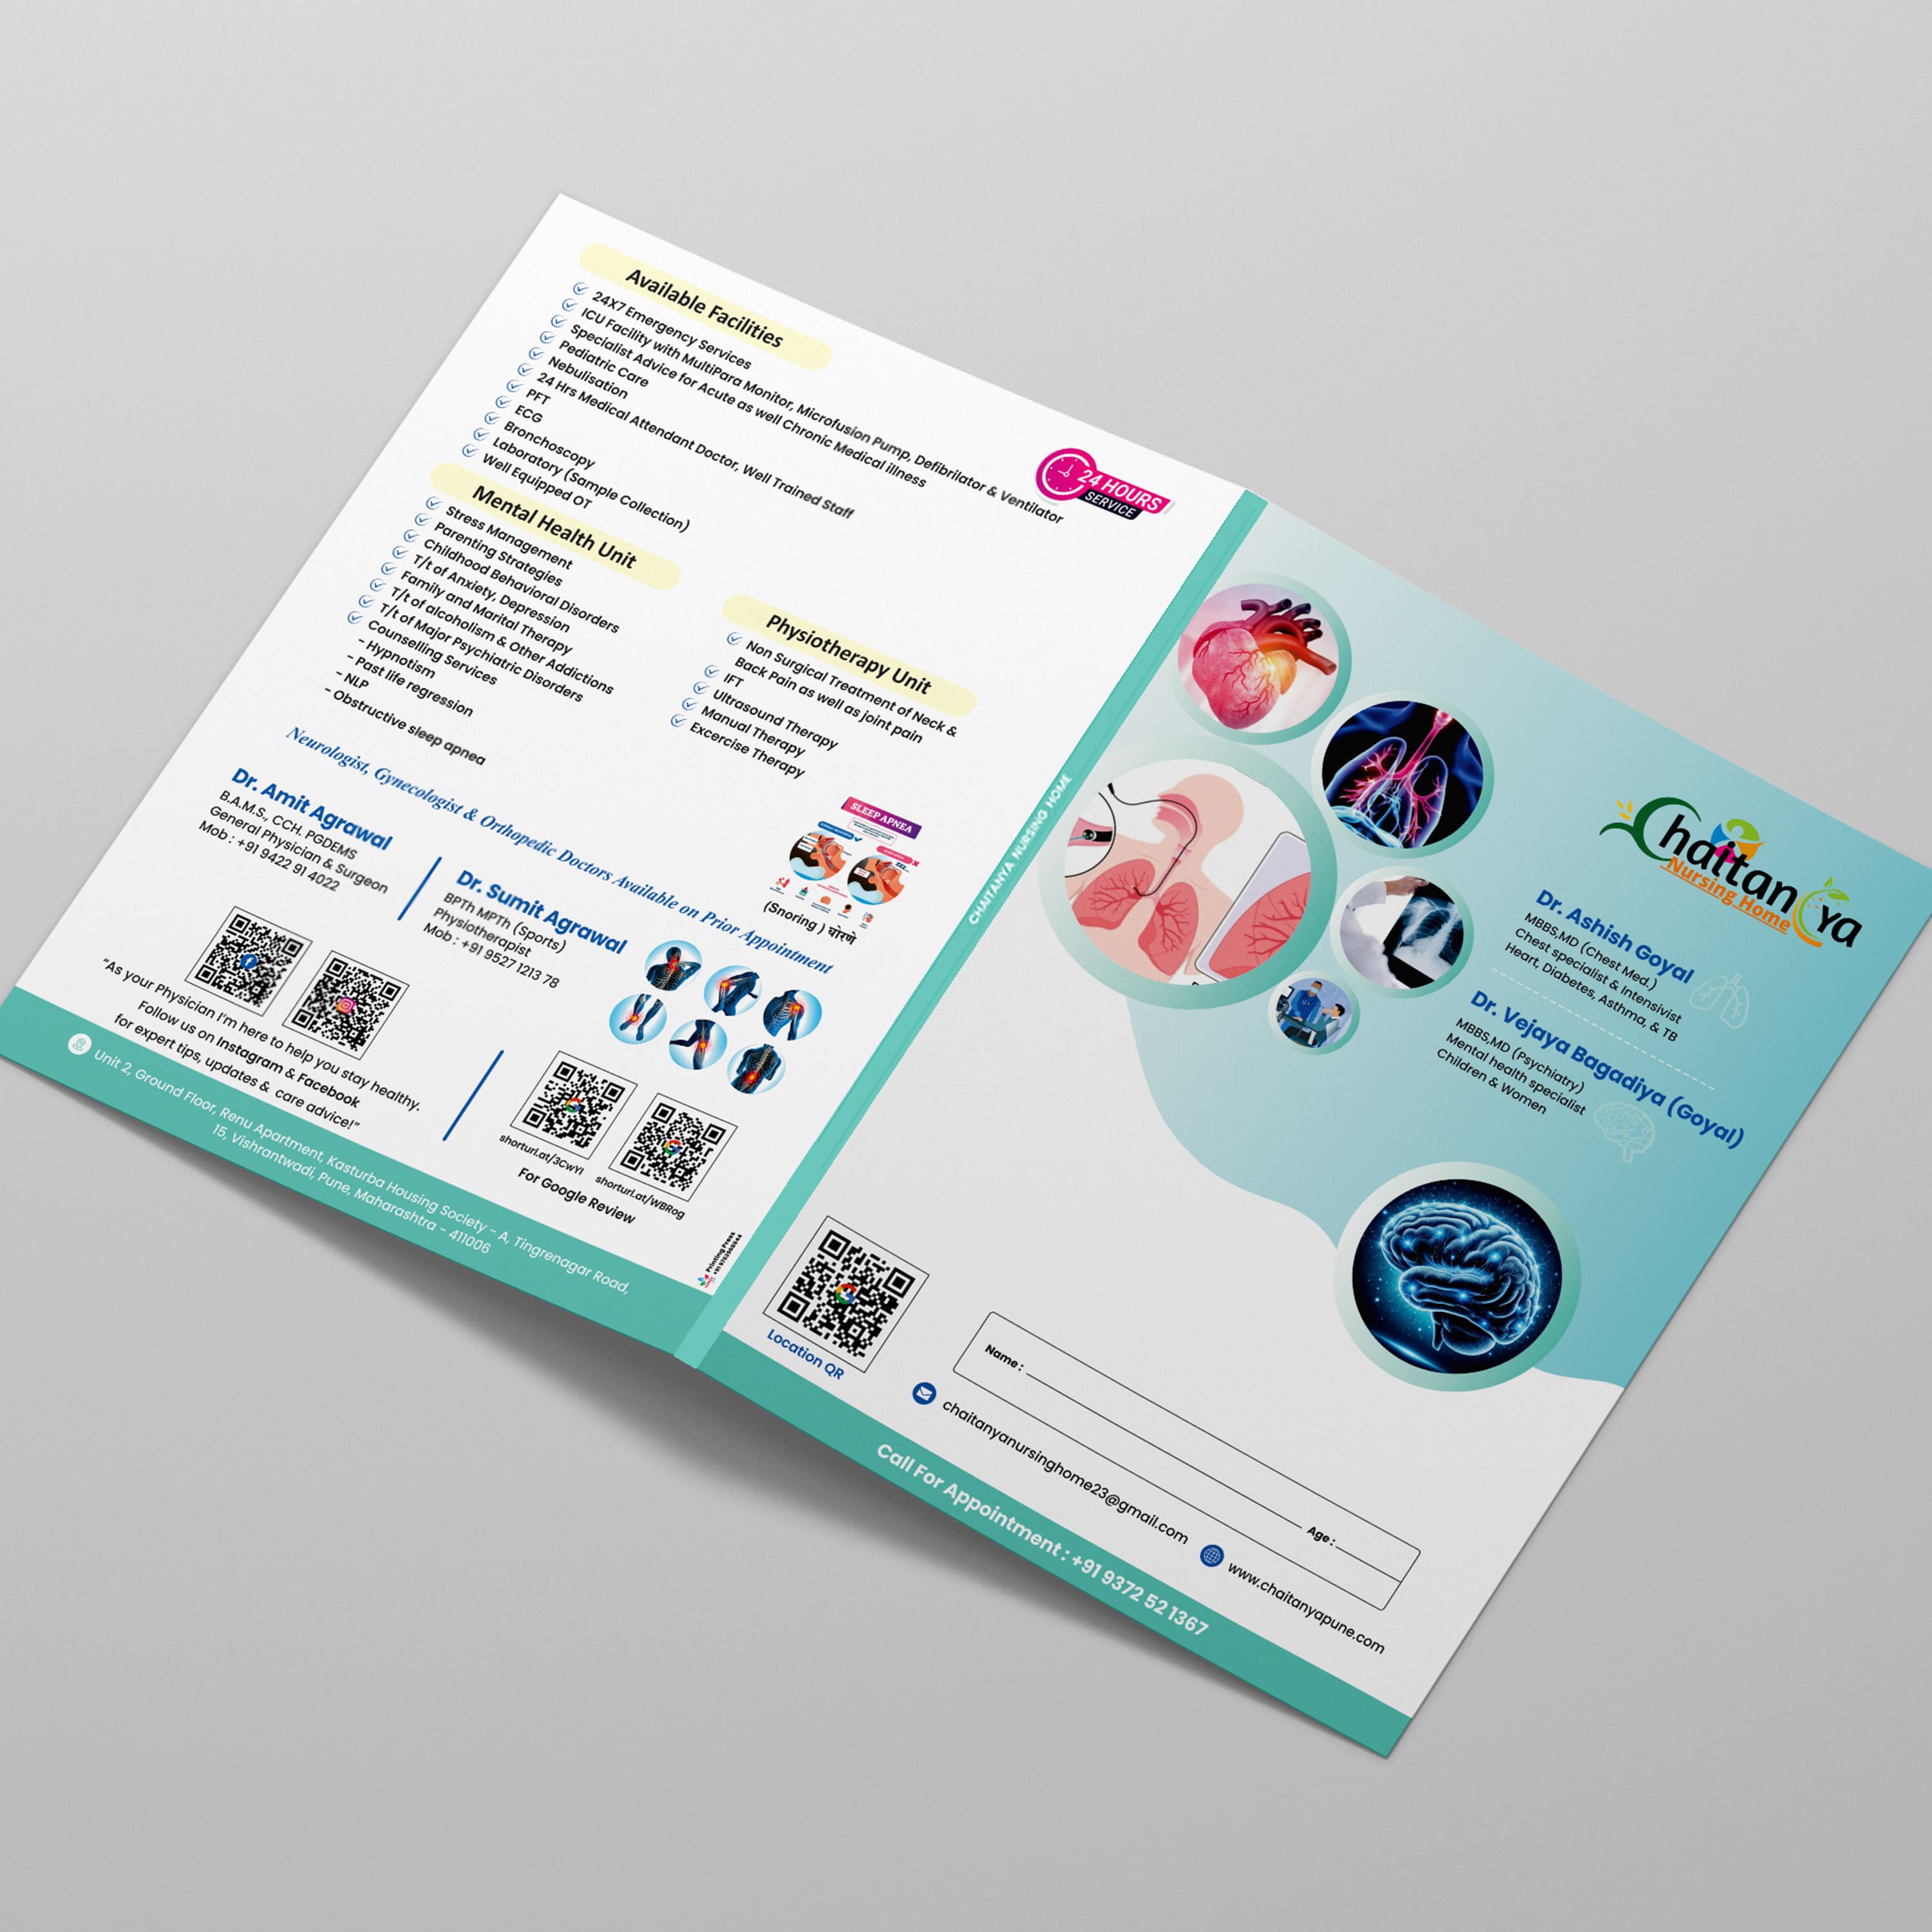 Available Facilities
24X7 Emergency Services
ICU Facility with MultiPara Monitor, Microfusion Pump, Defibrilator & Ventilator
Specialist Advice for Acute as well Chronic Medical illness
Pediatric Care
Nebulisation
24 Hrs Medical Attendant Doctor, Well Trained Staff
PFT
ECG
Bronchoscopy
Laboratory (Sample Collection)
Well Equipped OT
24 HOURS
SERVICE
Mental Health Unit
Stress Management
Parenting Strategies
Childhood Behavioral Disorders
T/t of Anxiety, Depression
Family and Marital Therapy
T/t of alcoholism & Other Addictions
T/t of Major Psychiatric Disorders
Counselling Services
- Hypnotism
- Past life regression
- NLP
- Obstructive sleep apnea
Physiotherapy Unit
Non Surgical Treatment of Neck &
Back Pain as well as joint pain
IFT
Ultrasound Therapy
Manual Therapy
Excercise Therapy
Neurologist, Gynecologist & Orthopedic Doctors Available on Prior Appointment
SLEEP APNEA
(Snoring ) घोरणे
Dr. Amit Agrawal
B.A.M.S., CCH. PGDEMS
General Physician & Surgeon
Mob : +91 9422 91 4022
Dr. Sumit Agrawal
BPTh MPTh (Sports)
Physiotherapist
Mob : +91 9527 1213 78
"As your Physician I'm here to help you stay healthy.
Follow us on Instagram & Facebook
for expert tips, updates & care advice!"
shorturl.at/3CwYl
shorturl.at/WBRog
For Google Review
Printing Press
Unit 2, Ground Floor, Renu Apartment, Kasturba Housing Society - A, Tingrenagar Road,
15, Vishrantwadi, Pune, Maharashtra - 411006
CHAITANYA NURSING HOME
Chaitanya
Nursing Home
Dr. Ashish Goyal
MBBS,MD (Chest Med.)
Chest specialist & Intensivist
Heart, Diabetes, Asthma, & TB
Dr. Vejaya Bagadiya (Goyal)
MBBS,MD (Psychiatry)
Mental health specialist
Children & Women
Location QR
Name :
Age :
chaitanyanursinghome23@gmail.com
www.chaitanyapune.com
Call For Appointment : +91 9372 52 1367